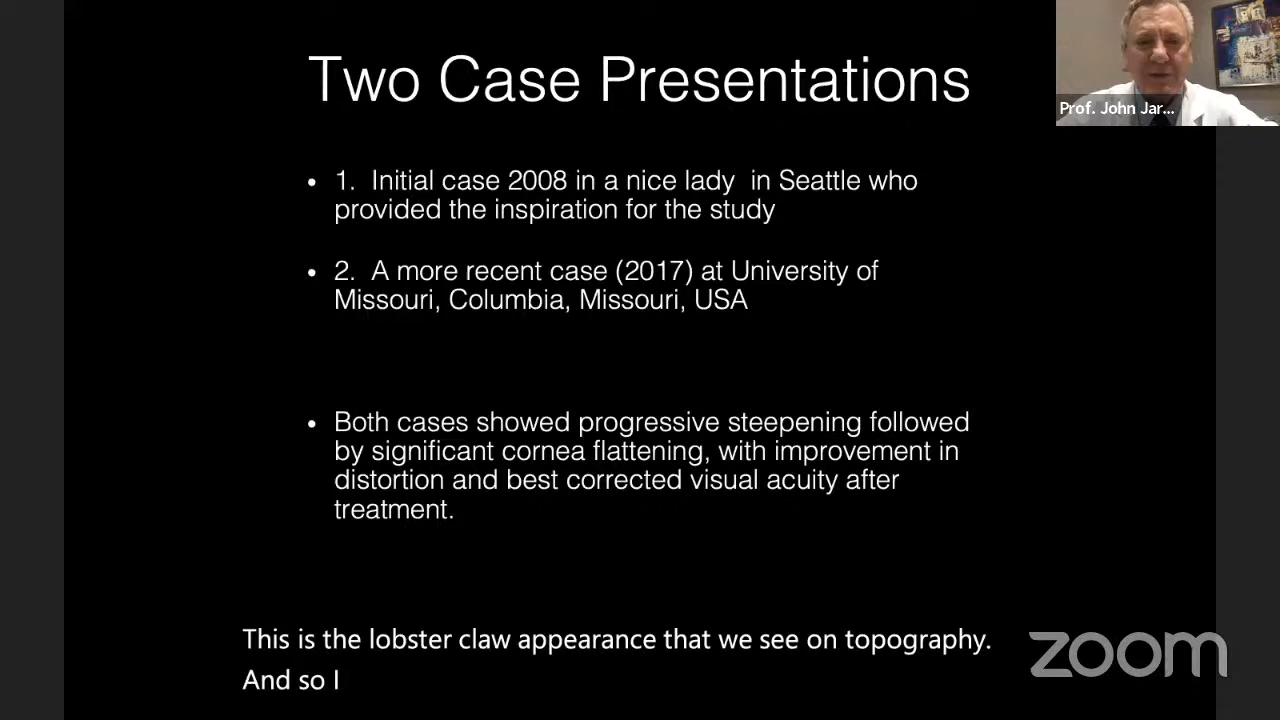 Two Case Presentations
Prof. John Jar...
• 1. Initial case 2008 in a nice lady in Seattle who
provided the inspiration for the study
• 2. A more recent case (2017) at University of
Missouri, Columbia, Missouri, USA
• Both cases showed progressive steepening followed
by significant cornea flattening, with improvement in
distortion and best corrected visual acuity after
treatment.
This is the lobster claw appearance that we see on topography.
And so I
zoom